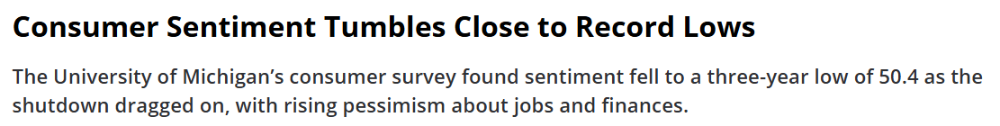 Consumer Sentiment Tumbles Close to Record Lows
The University of Michigan’s consumer survey found sentiment fell to a three-year low of 50.4 as the
shutdown dragged on, with rising pessimism about jobs and finances.